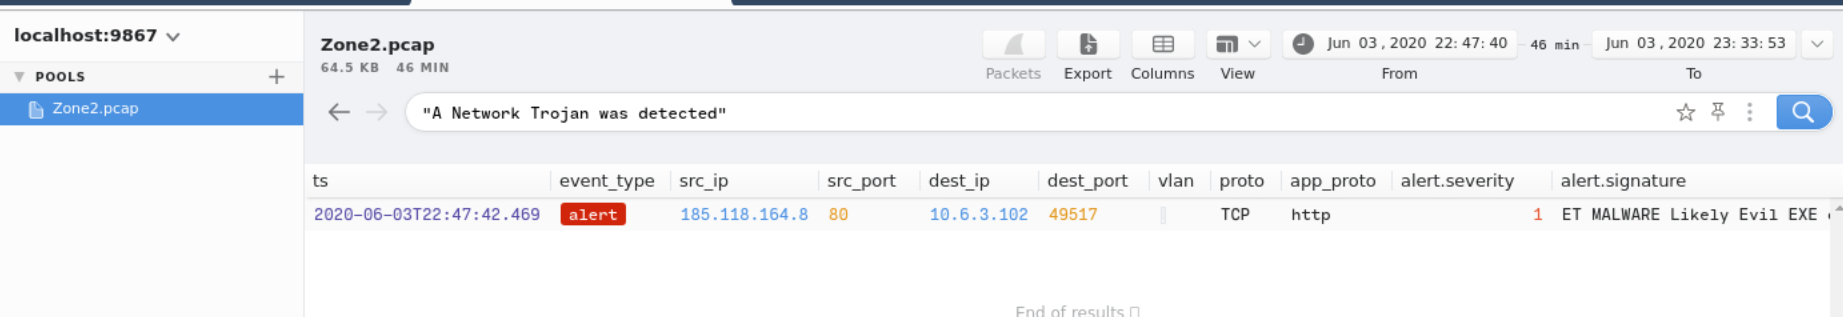 localhost:9867
POOLS
Zone2.pcap
Zone2.pcap
64.5 KB 46 MIN
Packets Export Columns View
Jun 03 , 2020 22: 47: 40 46 min Jun 03 , 2020 23: 33: 53
From To
"A Network Trojan was detected"
ts event_type src_ip src_port dest_ip dest_port vlan proto app_proto alert.severity alert.signature
2020-06-03T22:47:42.469 alert 185.118.164.8 80 10.6.3.102 49517 TCP http 1 ET MALWARE Likely Evil EXE
End of results